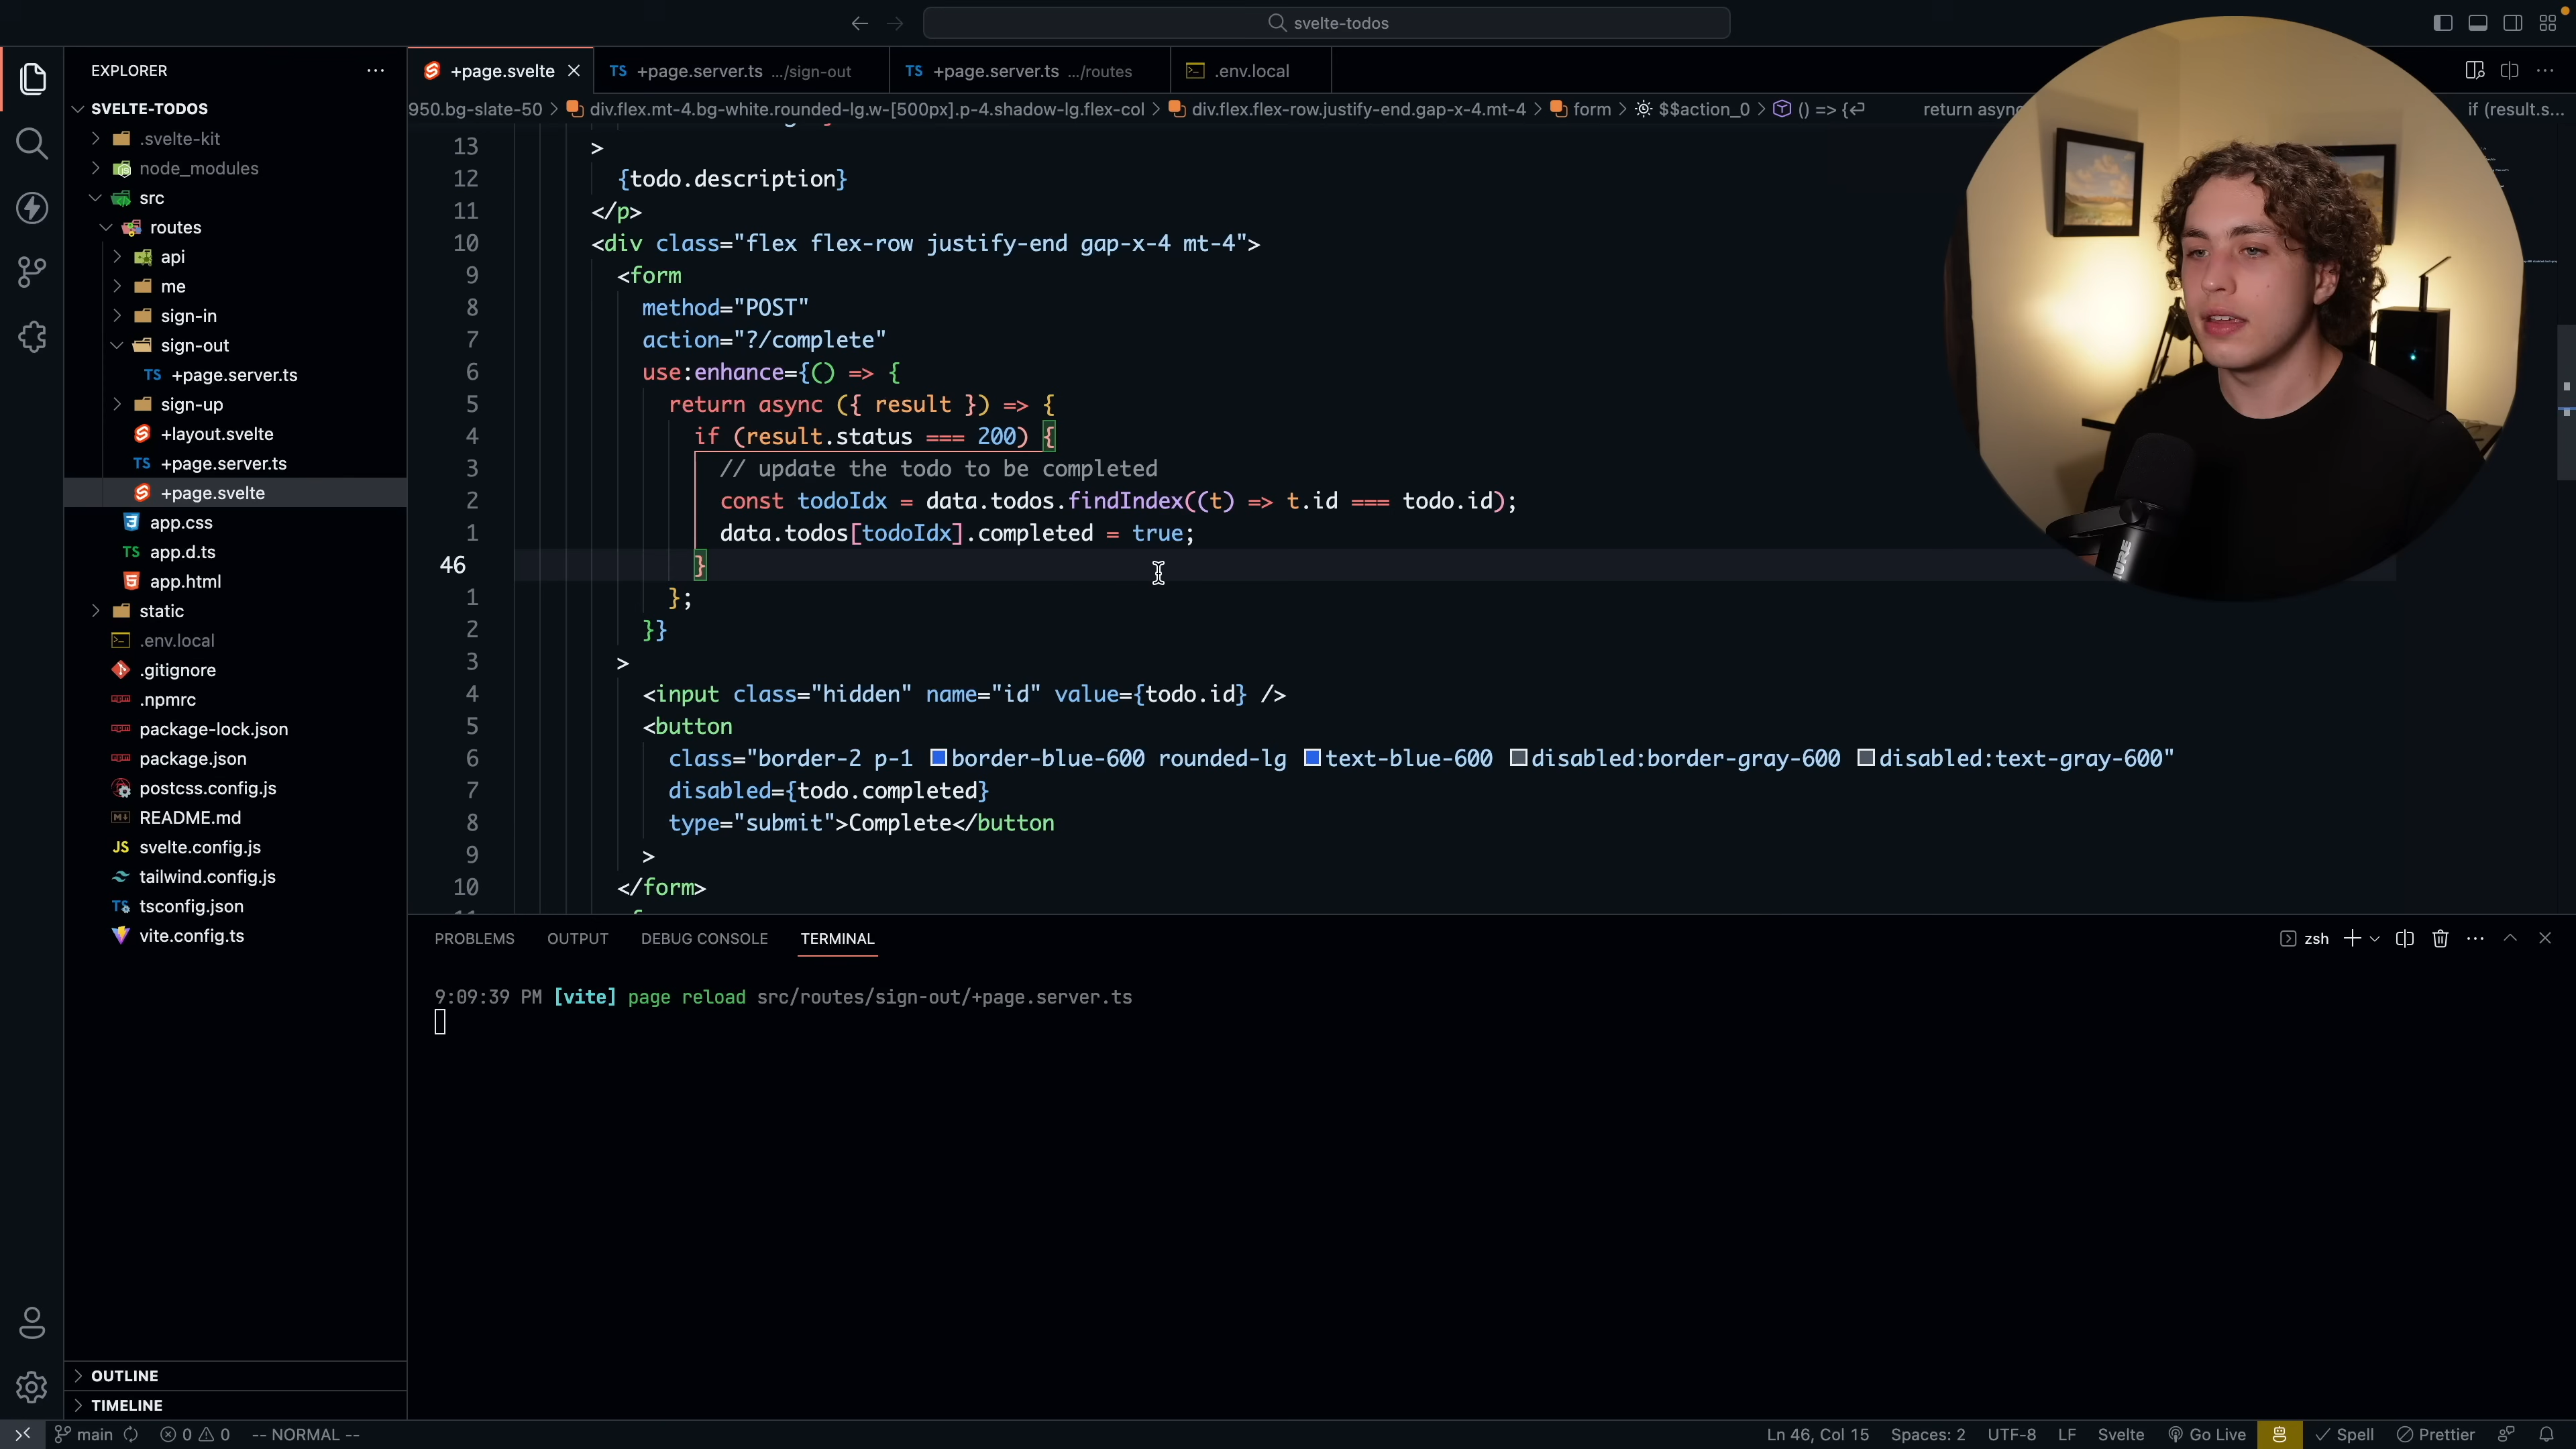 svelte-todos
EXPLORER
SVELTE-TODOS
.svelte-kit
node_modules
src
routes
api
me
sign-in
sign-out
TS +page.server.ts
sign-up
+layout.svelte
TS +page.server.ts
+page.svelte
app.css
TS app.d.ts
app.html
static
.env.local
.gitignore
.npmrc
package-lock.json
package.json
postcss.config.js
README.md
JS svelte.config.js
tailwind.config.js
TS tsconfig.json
vite.config.ts
OUTLINE
TIMELINE
+page.svelte
TS +page.server.ts .../sign-out
TS +page.server.ts .../routes
.env.local
950.bg-slate-50 > div.flex.mt-4.bg-white.rounded-lg.w-[500px].p-4.shadow-lg.flex-col > div.flex.flex-row.justify-end.gap-x-4.mt-4 > form > $$action_0 > () => {↵ return async if (result.s...
13 >
12 {todo.description}
11 </p>
10 <div class="flex flex-row justify-end gap-x-4 mt-4">
9 <form
8 method="POST"
7 action="?/complete"
6 use:enhance={() => {
5 return async ({ result }) => {
4 if (result.status === 200) {
3 // update the todo to be completed
2 const todoIdx = data.todos.findIndex((t) => t.id === todo.id);
1 data.todos[todoIdx].completed = true;
46 }
1 };
2 }}
3 >
4 <input class="hidden" name="id" value={todo.id} />
5 <button
6 class="border-2 p-1 border-blue-600 rounded-lg text-blue-600 disabled:border-gray-600 disabled:text-gray-600"
7 disabled={todo.completed}
8 type="submit">Complete</button
9 >
10 </form>
PROBLEMS OUTPUT DEBUG CONSOLE TERMINAL
zsh
9:09:39 PM [vite] page reload src/routes/sign-out/+page.server.ts
main 0 0 -- NORMAL --
Ln 46, Col 15 Spaces: 2 UTF-8 LF Svelte Go Live Spell Prettier